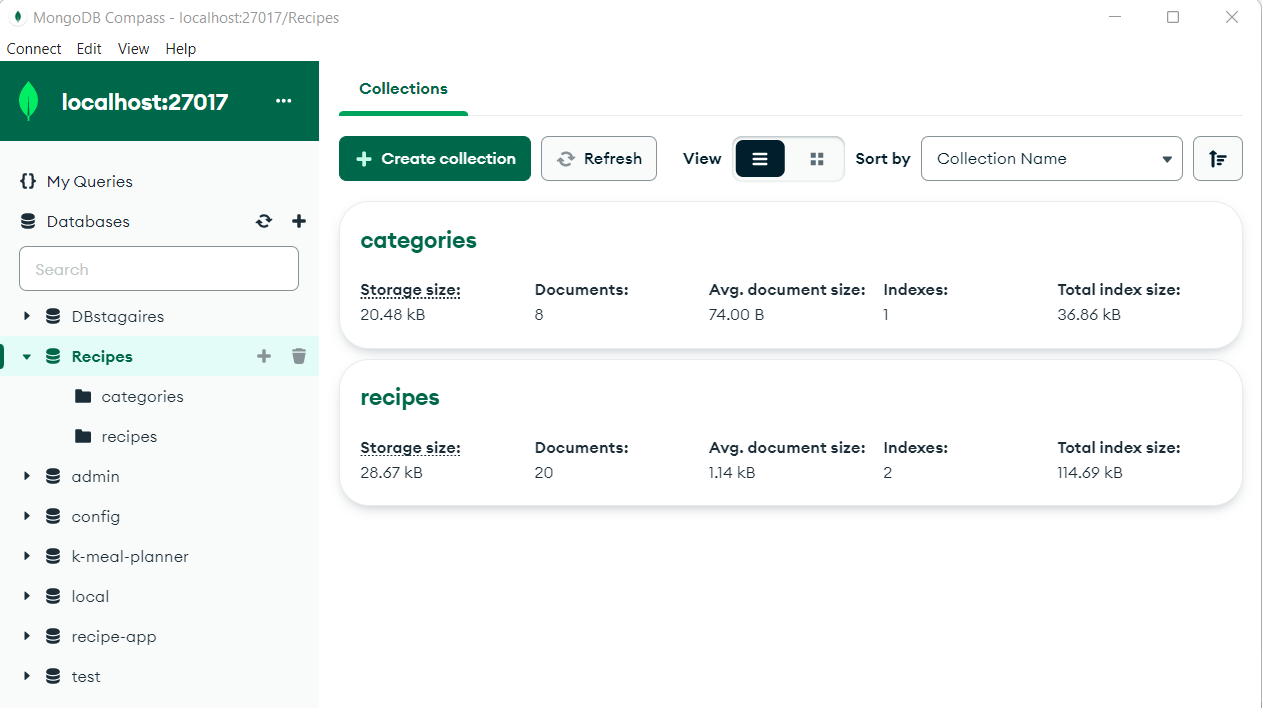 MongoDB Compass - localhost:27017/Recipes
Connect Edit View Help
localhost:27017 ...
My Queries
Databases
Search
DBstagaires
Recipes
categories
recipes
admin
config
k-meal-planner
local
recipe-app
test
Collections
Create collection Refresh View Sort by Collection Name
categories
Storage size: Documents: Avg. document size: Indexes: Total index size:
20.48 kB 8 74.00 B 1 36.86 kB
recipes
Storage size: Documents: Avg. document size: Indexes: Total index size:
28.67 kB 20 1.14 kB 2 114.69 kB